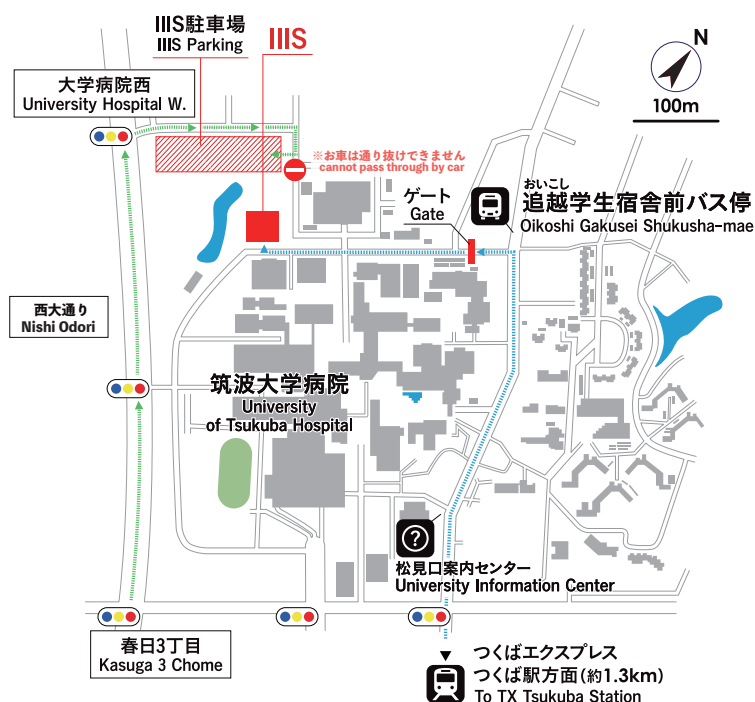 IIIS駐車場
IIIS Parking
IIIS
N
100m
大学病院西
University Hospital W.
※お車は通り抜けできません
cannot pass through by car
ゲート
Gate
おいこし
追越学生宿舎前バス停
Oikoshi Gakusei Shukusha-mae
西大通り
Nishi Odori
筑波大学病院
University
of Tsukuba Hospital
?
松見口案内センター
University Information Center
春日3丁目
Kasuga 3 Chome
つくばエクスプレス
つくば駅方面(約1.3km)
To TX Tsukuba Station